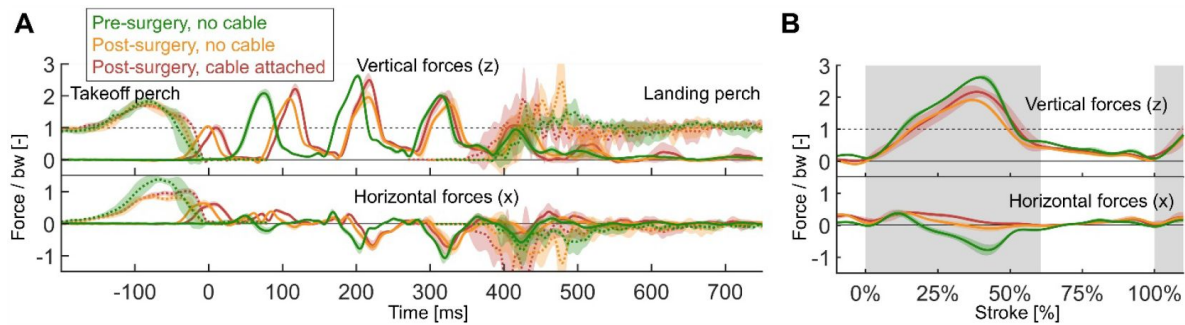 A
Pre-surgery, no cable
Post-surgery, no cable
Post-surgery, cable attached
Takeoff perch
Vertical forces (z)
Landing perch
3
2
1
0
Horizontal forces (x)
1
0
-1
Force / bw
-100 0 100 200 300 400 500 600 700
Time [ms]
B
3
2
1
0
Vertical forces (z)
Horizontal forces (x)
1
0
-1
Force / bw
0% 25% 50% 75% 100%
Stroke [%]